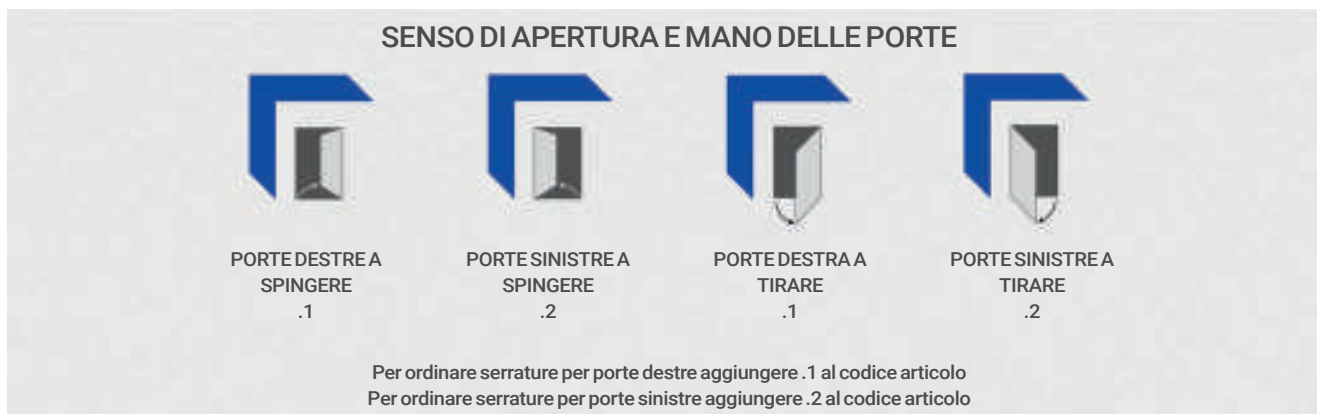 SENSO DI APERTURA E MANO DELLE PORTE
PORTE DESTRE A
SPINGERE
.1
PORTE SINISTRE A
SPINGERE
.2
PORTE DESTRA A
TIRARE
.1
PORTE SINISTRE A
TIRARE
.2
Per ordinare serrature per porte destre aggiungere .1 al codice articolo
Per ordinare serrature per porte sinistre aggiungere .2 al codice articolo